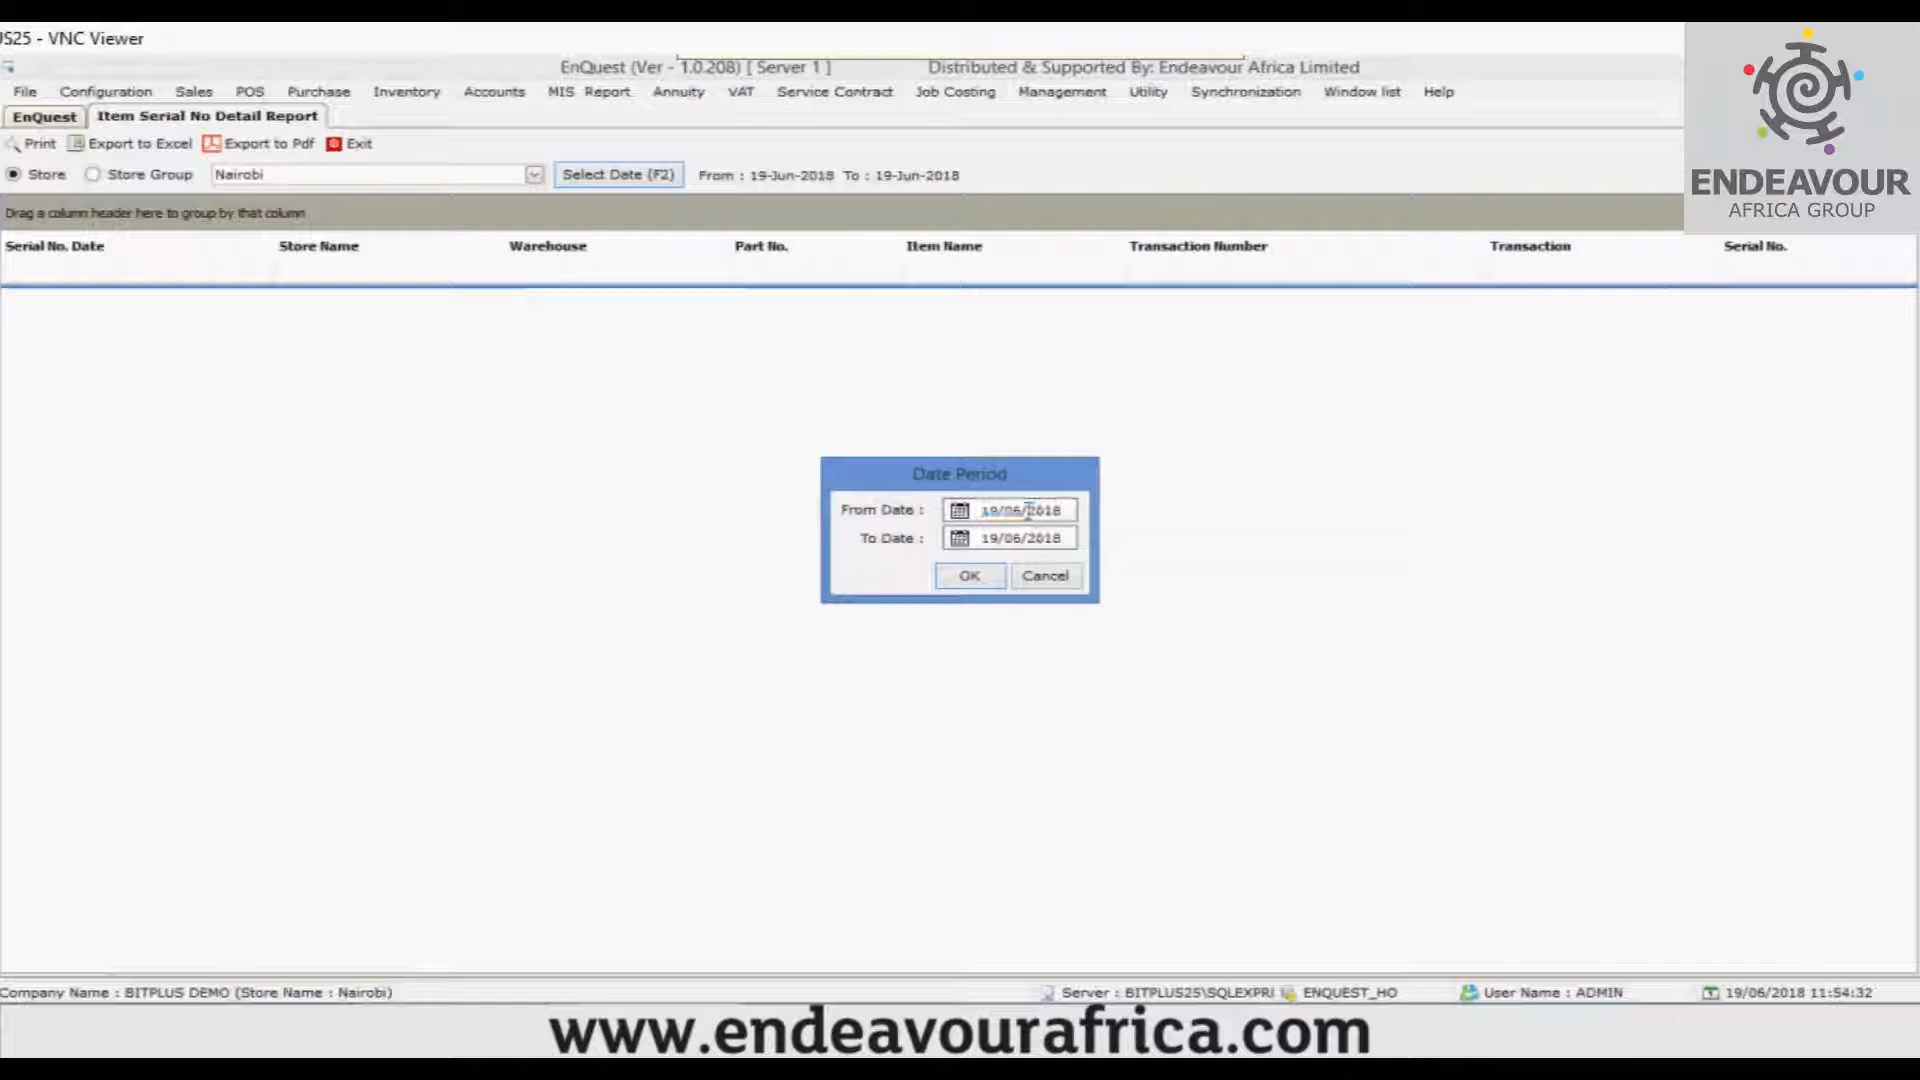 JS25 - VNC Viewer
EnQuest (Ver - 1.0.208) [ Server 1 ] Distributed & Supported By: Endeavour Africa Limited
File Configuration Sales POS Purchase Inventory Accounts MIS Report Annuity VAT Service Contract Job Costing Management Utility Synchronization Window list Help
EnQuest Item Serial No Detail Report
Print Export to Excel Export to Pdf Exit
Store Store Group Nairobi Select Date (F2) From : 19-Jun-2018 To : 19-Jun-2018
ENDEAVOUR
AFRICA GROUP
Drag a column header here to group by that column
Serial No. Date Store Name Warehouse Part No. Item Name Transaction Number Transaction Serial No.
Date Period
From Date : 19/06/2018
To Date : 19/06/2018
OK Cancel
Company Name : BITPLUS DEMO (Store Name : Nairobi) Server : BITPLUS25\SQLEXPRI ENQUEST_HO User Name : ADMIN 19/06/2018 11:54:32
www.endeavourafrica.com